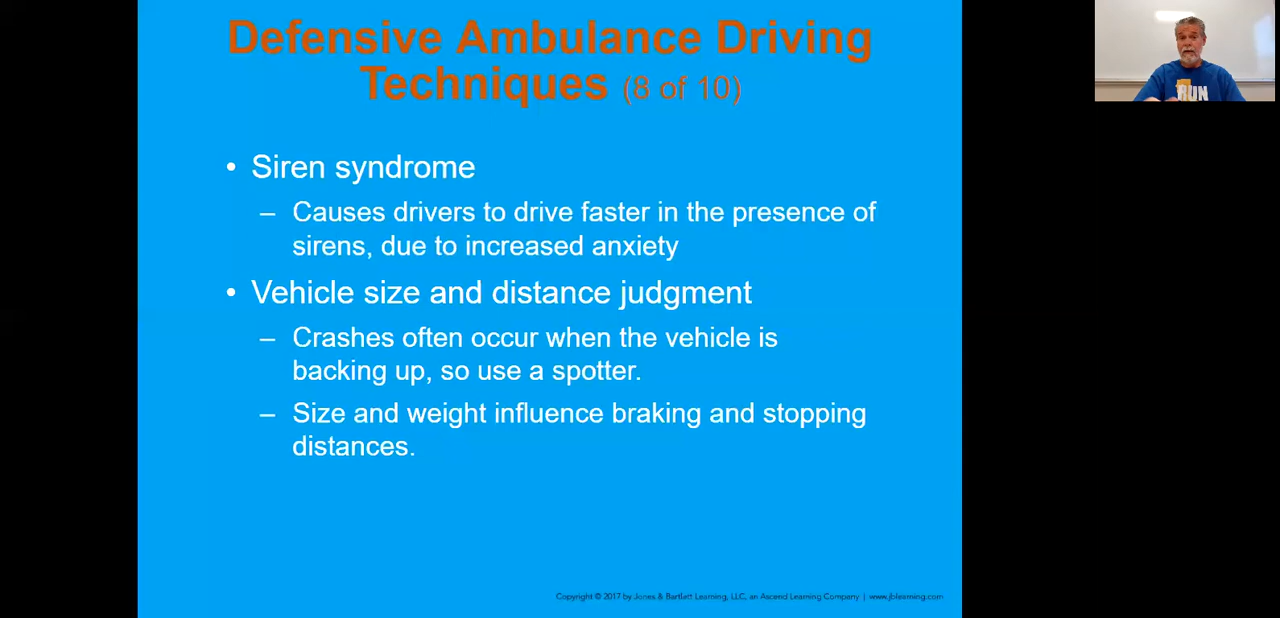 Defensive Ambulance Driving
Techniques (8 of 10)
• Siren syndrome
– Causes drivers to drive faster in the presence of
sirens, due to increased anxiety
• Vehicle size and distance judgment
– Crashes often occur when the vehicle is
backing up, so use a spotter.
– Size and weight influence braking and stopping
distances.
Copyright © 2017 by Jones & Bartlett Learning, LLC, an Ascend Learning Company | www.jblearning.com
RUN